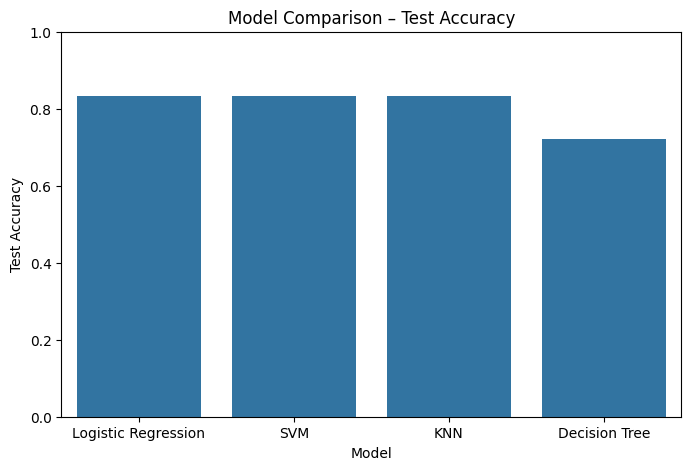 Model Comparison – Test Accuracy
1.0
0.8
0.6
0.4
0.2
0.0
Test Accuracy
Logistic Regression SVM KNN Decision Tree
Model